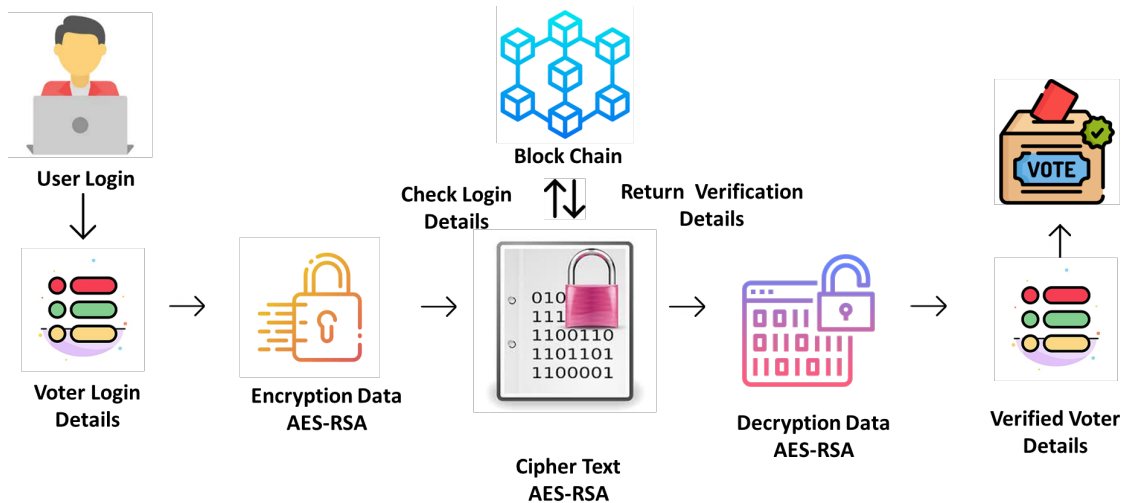 User Login
Voter Login
Details
Encryption Data
AES-RSA
Block Chain
Check Login
Details
Return Verification
Details
010
111
1100110
1101101
1100001
Cipher Text
AES-RSA
Decryption Data
AES-RSA
VOTE
Verified Voter
Details